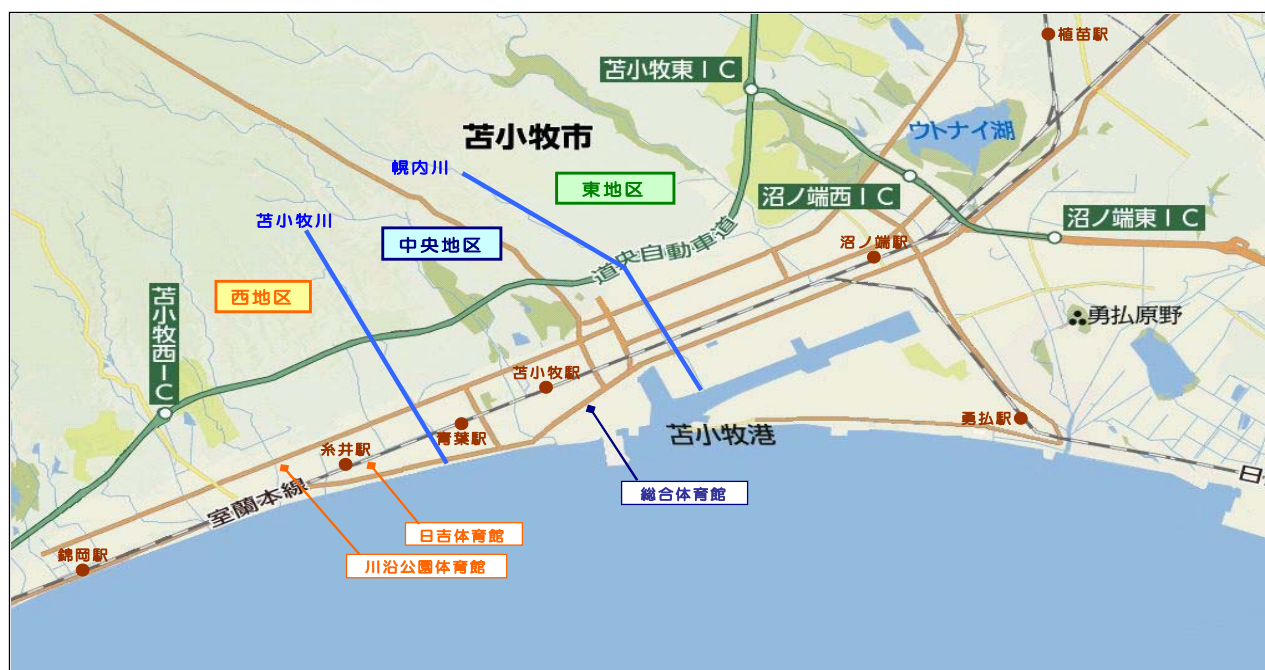 植苗駅
苫小牧東IC
苫小牧市
ウトナイ湖
幌内川
東地区
沼ノ端西IC
沼ノ端東IC
苫小牧川
中央地区
沼ノ端駅
道央自動車道
西地区
苫小牧西IC
勇払原野
苫小牧駅
青葉駅
苫小牧港
勇払駅
糸井駅
日
室蘭本線
総合体育館
日吉体育館
錦岡駅
川沿公園体育館